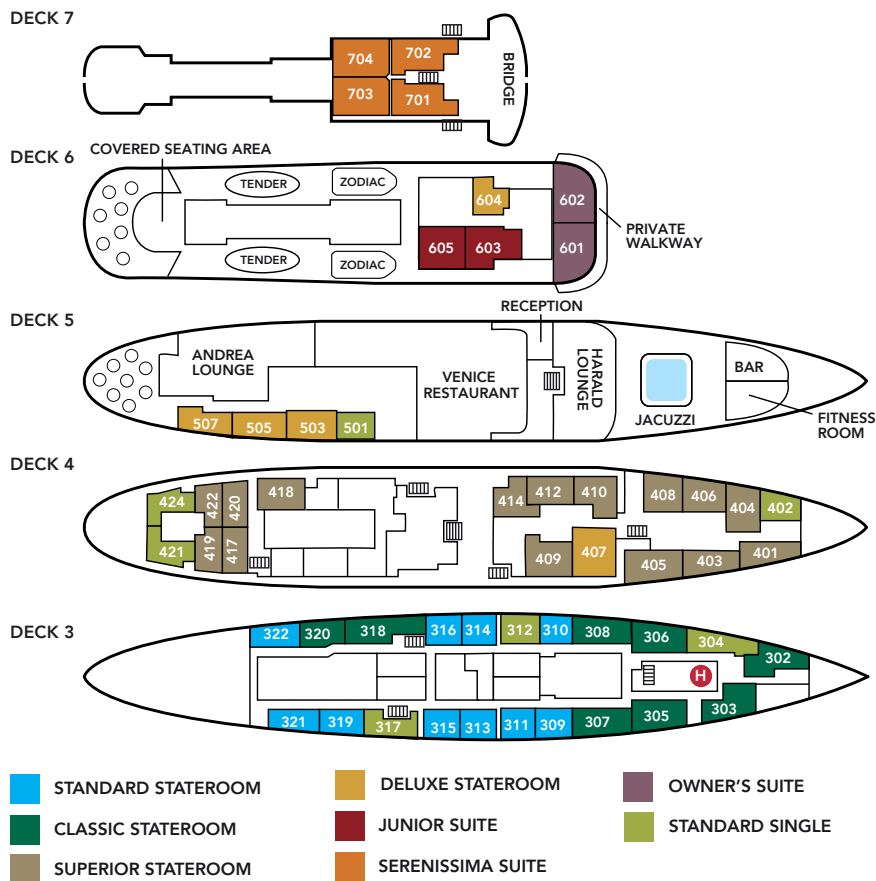 DECK 7
704
702
703
701
BRIDGE
DECK 6
COVERED SEATING AREA
TENDER
ZODIAC
604
602
605
603
601
TENDER
ZODIAC
PRIVATE
WALKWAY
DECK 5
RECEPTION
ANDREA
LOUNGE
VENICE
RESTAURANT
HARALD
LOUNGE
JACUZZI
BAR
FITNESS
ROOM
507
505
503
501
DECK 4
424
422
420
418
414
412
410
408
406
404
402
421
419
417
409
407
405
403
401
DECK 3
322
320
318
316
314
312
310
308
306
304
302
H
321
319
317
315
313
311
309
307
305
303
STANDARD STATEROOM
CLASSIC STATEROOM
SUPERIOR STATEROOM
DELUXE STATEROOM
JUNIOR SUITE
SERENISSIMA SUITE
OWNER'S SUITE
STANDARD SINGLE